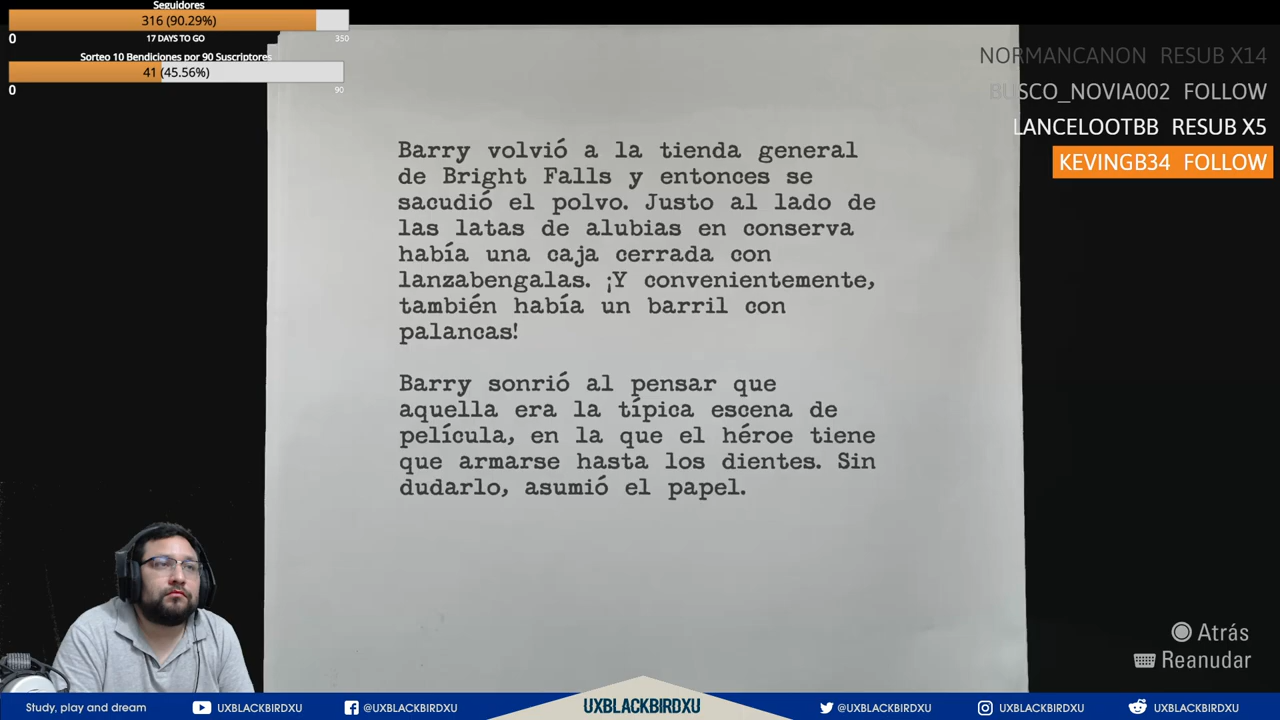 Seguidores
316 (90.29%)
0
17 DAYS TO GO
350
Sorteo 10 Bendiciones por 90 Suscriptores
41 (45.56%)
0
90
NORMANCANON RESUB X14
BUSCO_NOVIA002 FOLLOW
LANCELOOTBB RESUB X5
KEVINGB34 FOLLOW
Barry volvió a la tienda general
de Bright Falls y entonces se
sacudió el polvo. Justo al lado de
las latas de alubias en conserva
había una caja cerrada con
lanzabengalas. ¡Y convenientemente,
también había un barril con
palancas!
Barry sonrió al pensar que
aquella era la típica escena de
película, en la que el héroe tiene
que armarse hasta los dientes. Sin
dudarlo, asumió el papel.
Atrás
Reanudar
Study, play and dream
UXBLACKBIRDXU
@UXBLACKBIRDXU
UXBLACKBIRDXU
@UXBLACKBIRDXU
UXBLACKBIRDXU
UXBLACKBIRDXU